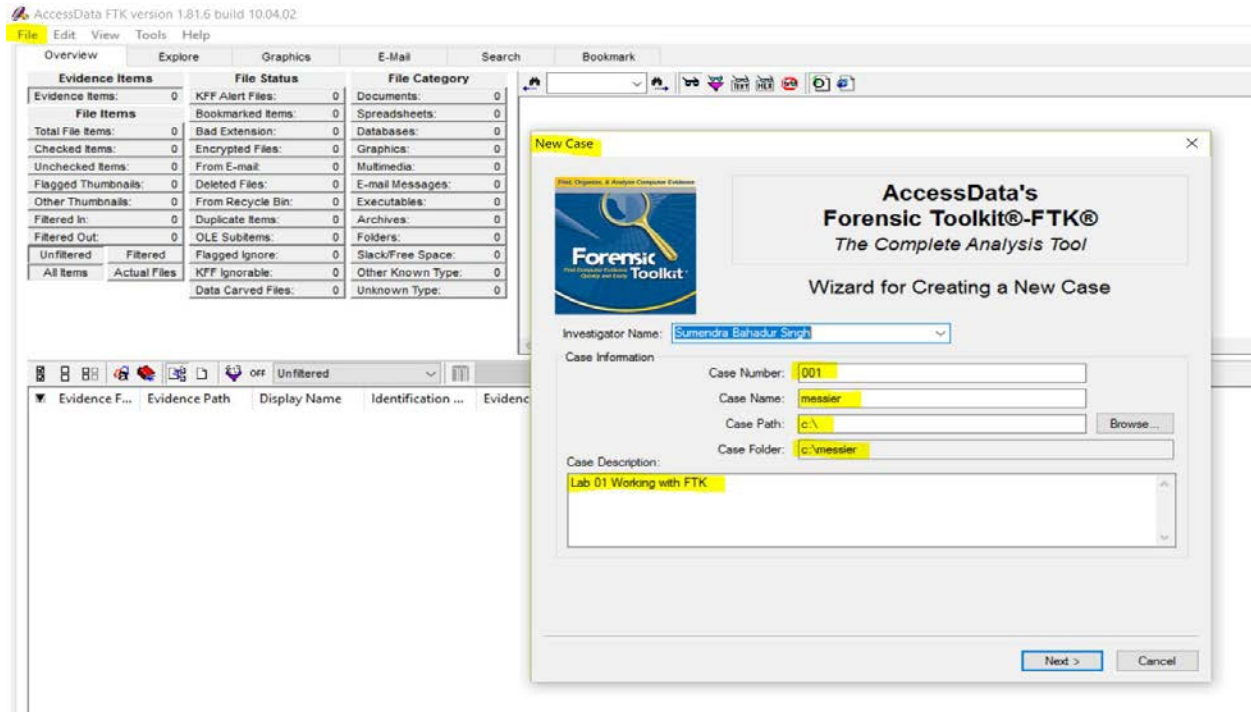 AccessData FTK version 1.81.6 build 10.04.02
File Edit View Tools Help
Overview Explore Graphics E-Mail Search Bookmark
Evidence Items File Status File Category
Evidence Items: 0 KFF Alert Files: 0 Documents: 0
File Items Bookmarked Items: 0 Spreadsheets: 0
Total File Items: 0 Bad Extension: 0 Databases: 0
Checked Items: 0 Encrypted Files: 0 Graphics: 0
Unchecked Items: 0 From E-mail: 0 Multimedia: 0
Flagged Thumbnails: 0 Deleted Files: 0 E-mail Messages: 0
Other Thumbnails: 0 From Recycle Bin: 0 Executables: 0
Filtered In: 0 Duplicate Items: 0 Archives: 0
Filtered Out: 0 OLE Subitems: 0 Folders: 0
Unfiltered Filtered Flagged Ignore: 0 Slack/Free Space: 0
All Items Actual Files KFF Ignorable: 0 Other Known Type: 0
Data Carved Files: 0 Unknown Type: 0
OFF Unfiltered
Evidence F... Evidence Path Display Name Identification ... Evidenc
New Case
Find, Organize, & Analyze Computer Evidence
Forensic
Toolkit
AccessData's
Forensic Toolkit®-FTK®
The Complete Analysis Tool
Wizard for Creating a New Case
Investigator Name: Sumendra Bahadur Singh
Case Information
Case Number: 001
Case Name: messier
Case Path: c:\ Browse...
Case Folder: c:\messier
Case Description:
Lab 01 Working with FTK
Next > Cancel